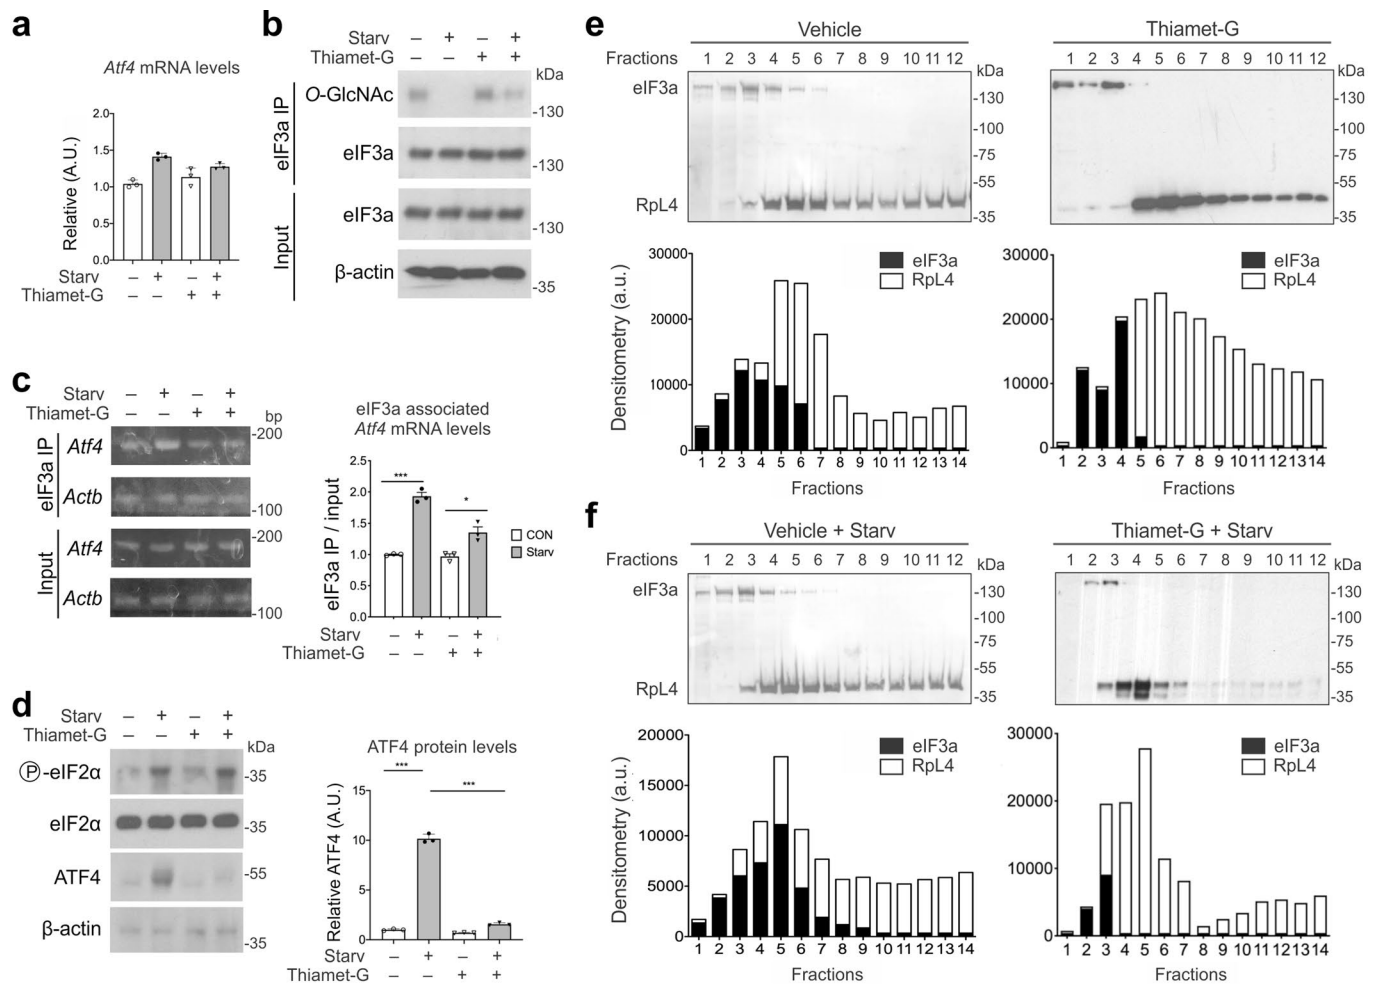 a
Atf4 mRNA levels
Relative (A.U.)
2.0
1.5
1.0
0.5
0.0
Starv – + – +
Thiamet-G – – + +
b
Starv – + – +
Thiamet-G – – + +
kDa
eIF3a IP
O-GlcNAc
-130
eIF3a
-130
Input
eIF3a
-130
β-actin
-35
c
Starv – + – +
Thiamet-G – – + +
bp
eIF3a IP
Atf4
-200
Actb
-100
Input
Atf4
-200
Actb
-100
eIF3a associated
Atf4 mRNA levels
eIF3a IP / input
2.5
2.0
1.5
1.0
0.5
0.0
***
*
CON
Starv
Starv – + – +
Thiamet-G – – + +
d
Starv – + – +
Thiamet-G – – + +
kDa
P-eIF2α
-35
eIF2α
-35
ATF4
-55
β-actin
-35
ATF4 protein levels
Relative ATF4 (A.U.)
15
10
5
0
***
***
Starv – + – +
Thiamet-G – – + +
e
Vehicle
Thiamet-G
Fractions 1 2 3 4 5 6 7 8 9 10 11 12
1 2 3 4 5 6 7 8 9 10 11 12
eIF3a
RpL4
kDa
-130
-100
-75
-55
-35
kDa
-130
-100
-75
-55
-35
Densitometry (a.u.)
30000
20000
10000
0
eIF3a
RpL4
1 2 3 4 5 6 7 8 9 10 11 12 13 14
Fractions
30000
20000
10000
0
eIF3a
RpL4
1 2 3 4 5 6 7 8 9 10 11 12 13 14
Fractions
f
Vehicle + Starv
Thiamet-G + Starv
Fractions 1 2 3 4 5 6 7 8 9 10 11 12
1 2 3 4 5 6 7 8 9 10 11 12
eIF3a
RpL4
kDa
-130
-100
-75
-55
-35
kDa
-130
-100
-75
-55
-35
Densitometry (a.u.)
20000
15000
10000
5000
0
eIF3a
RpL4
1 2 3 4 5 6 7 8 9 10 11 12 13 14
Fractions
30000
20000
10000
0
eIF3a
RpL4
1 2 3 4 5 6 7 8 9 10 11 12 13 14
Fractions